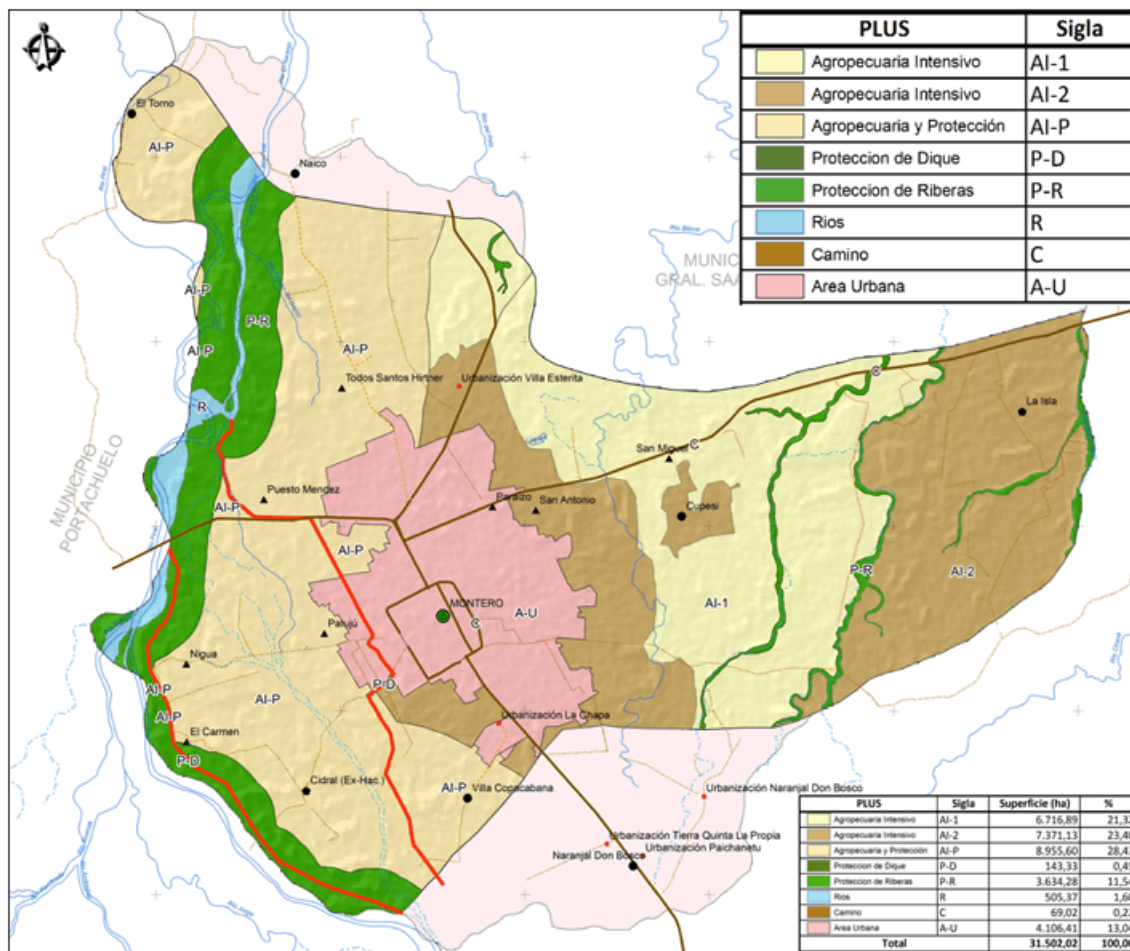 PLUS Sigla
Agropecuaria Intensivo AI-1
Agropecuaria Intensivo AI-2
Agropecuaria y Protección AI-P
Proteccion de Dique P-D
Proteccion de Riberas P-R
Rios R
Camino C
Area Urbana A-U
El Torno
AI-P
Naico
Río Piraí
MUNIC
GRAL. SAA
AI-P
P-R
AI-P
AI-P
Todos Santos Hirtner
Urbanización Villa Esterita
C
La Isla
R
C
San Miguel
MUNICIPIO
PORTACHUELO
Puesto Mendez
Paraizo
San Antonio
Cupesi
AI-P
AI-P
P-R
AI-2
AI-1
MONTERO
A-U
C
Patujú
Nigua
P-D
AI-P
AI-P
AI-P
Urbanización La Chapa
El Carmen
P-D
Cidral (Ex-Hac.)
AI-P
Villa Copacabana
Urbanización Naranjal Don Bosco
Urbanización Tierra Quinta La Propia
Urbanización Paichanetu
Naranjal Don Bosco
PLUS Sigla Superficie (ha) %
Agropecuaria Intensivo AI-1 6.716,89
Agropecuaria Intensivo AI-2 7.371,13
Agropecuaria y Protección AI-P 8.955,60
Proteccion de Dique P-D 143,33
Proteccion de Riberas P-R 3.634,28
Rios R 505,37
Camino C 69,02
Area Urbana A-U 4.106,41
Total 31.502,02